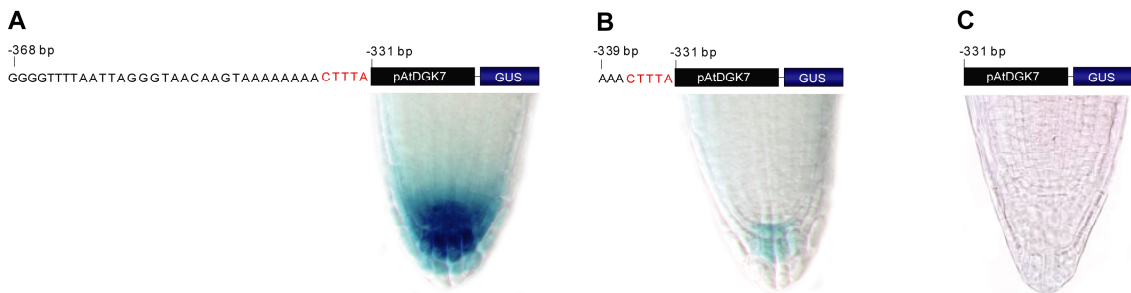 A
B
C
-368 bp
-331 bp
-339 bp
-331 bp
-331 bp
GGGGTTTTAATTAGGGTAACAAGTAAAAAAAACTTTA
pAtDGK7
GUS
AAACTTTA
pAtDGK7
GUS
pAtDGK7
GUS